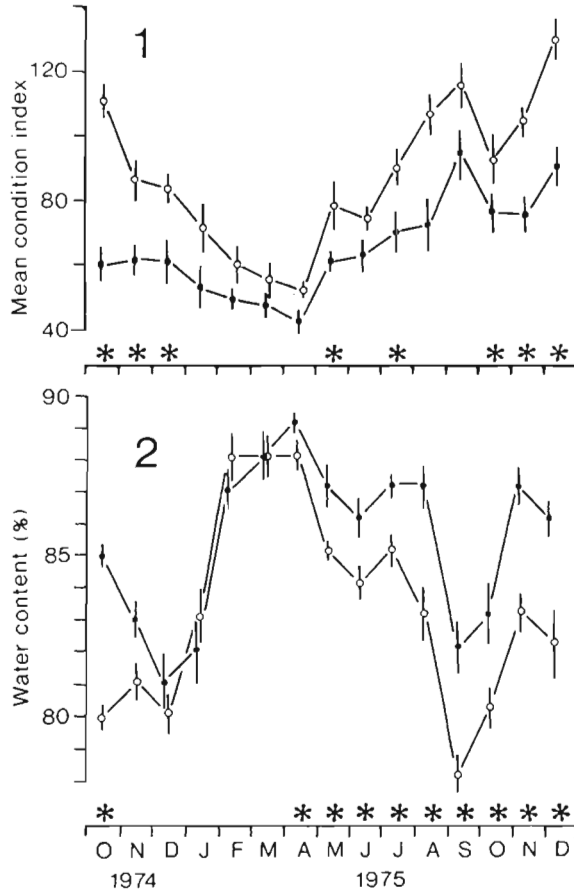 1
Mean condition index
120
80
40
* * * * * * * *
2
Water content (%)
90
85
80
* * * * * * * * * *
O N D J F M A M J J A S O N D
1974 1975